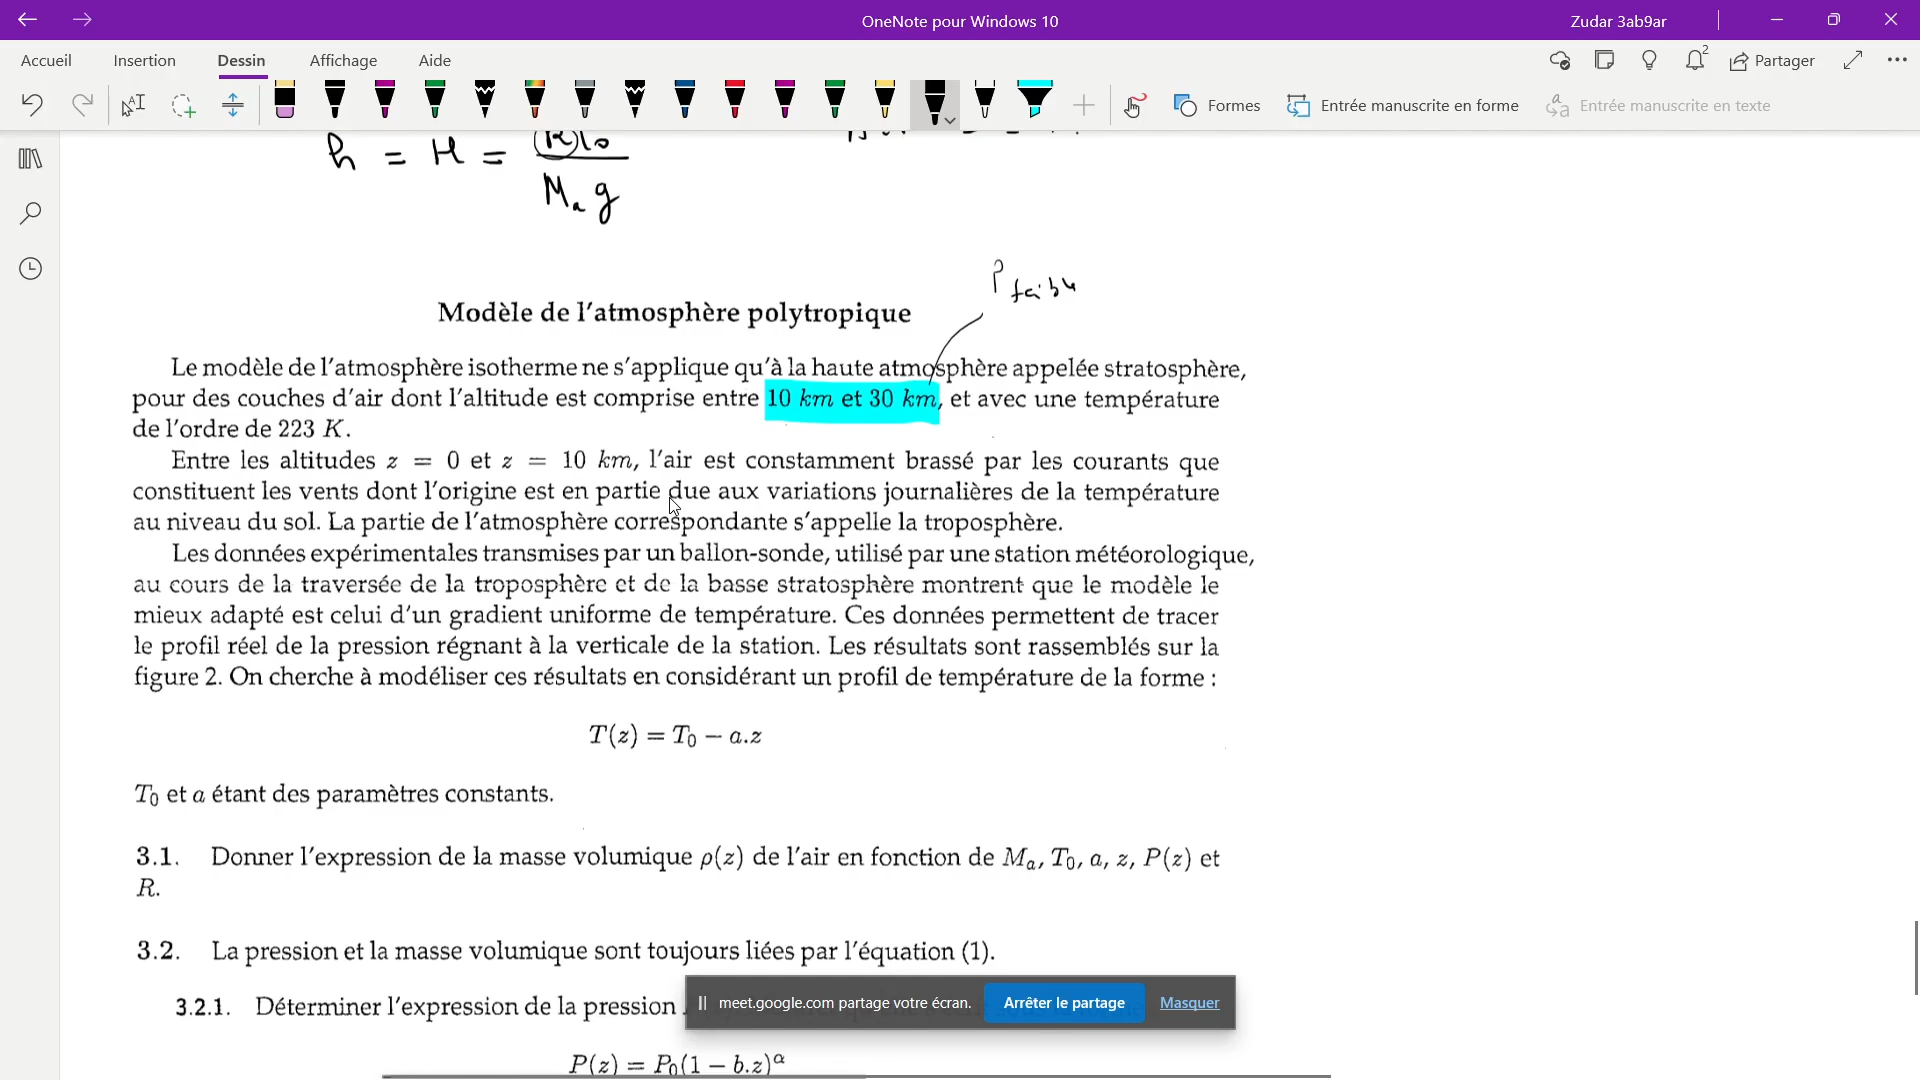 OneNote pour Windows 10
Zudar 3ab9ar
Accueil Insertion Dessin Affichage Aide
2
Partager
Formes Entrée manuscrite en forme Entrée manuscrite en texte
h = H =
Ma g
P faible
Modèle de l'atmosphère polytropique
Le modèle de l'atmosphère isotherme ne s'applique qu'à la haute atmosphère appelée stratosphère,
pour des couches d'air dont l'altitude est comprise entre 10 km et 30 km, et avec une température
de l'ordre de 223 K.
Entre les altitudes z = 0 et z = 10 km, l'air est constamment brassé par les courants que
constituent les vents dont l'origine est en partie due aux variations journalières de la température
au niveau du sol. La partie de l'atmosphère correspondante s'appelle la troposphère.
Les données expérimentales transmises par un ballon-sonde, utilisé par une station météorologique,
au cours de la traversée de la troposphère et de la basse stratosphère montrent que le modèle le
mieux adapté est celui d'un gradient uniforme de température. Ces données permettent de tracer
le profil réel de la pression régnant à la verticale de la station. Les résultats sont rassemblés sur la
figure 2. On cherche à modéliser ces résultats en considérant un profil de température de la forme :
T(z) = T₀ − a.z
T₀ et a étant des paramètres constants.
3.1. Donner l'expression de la masse volumique ρ(z) de l'air en fonction de Mₐ, T₀, a, z, P(z) et
R.
3.2. La pression et la masse volumique sont toujours liées par l'équation (1).
3.2.1. Déterminer l'expression de la pression
meet.google.com partage votre écran. Arrêter le partage Masquer
P(z) = P₀(1 − b.z)^α